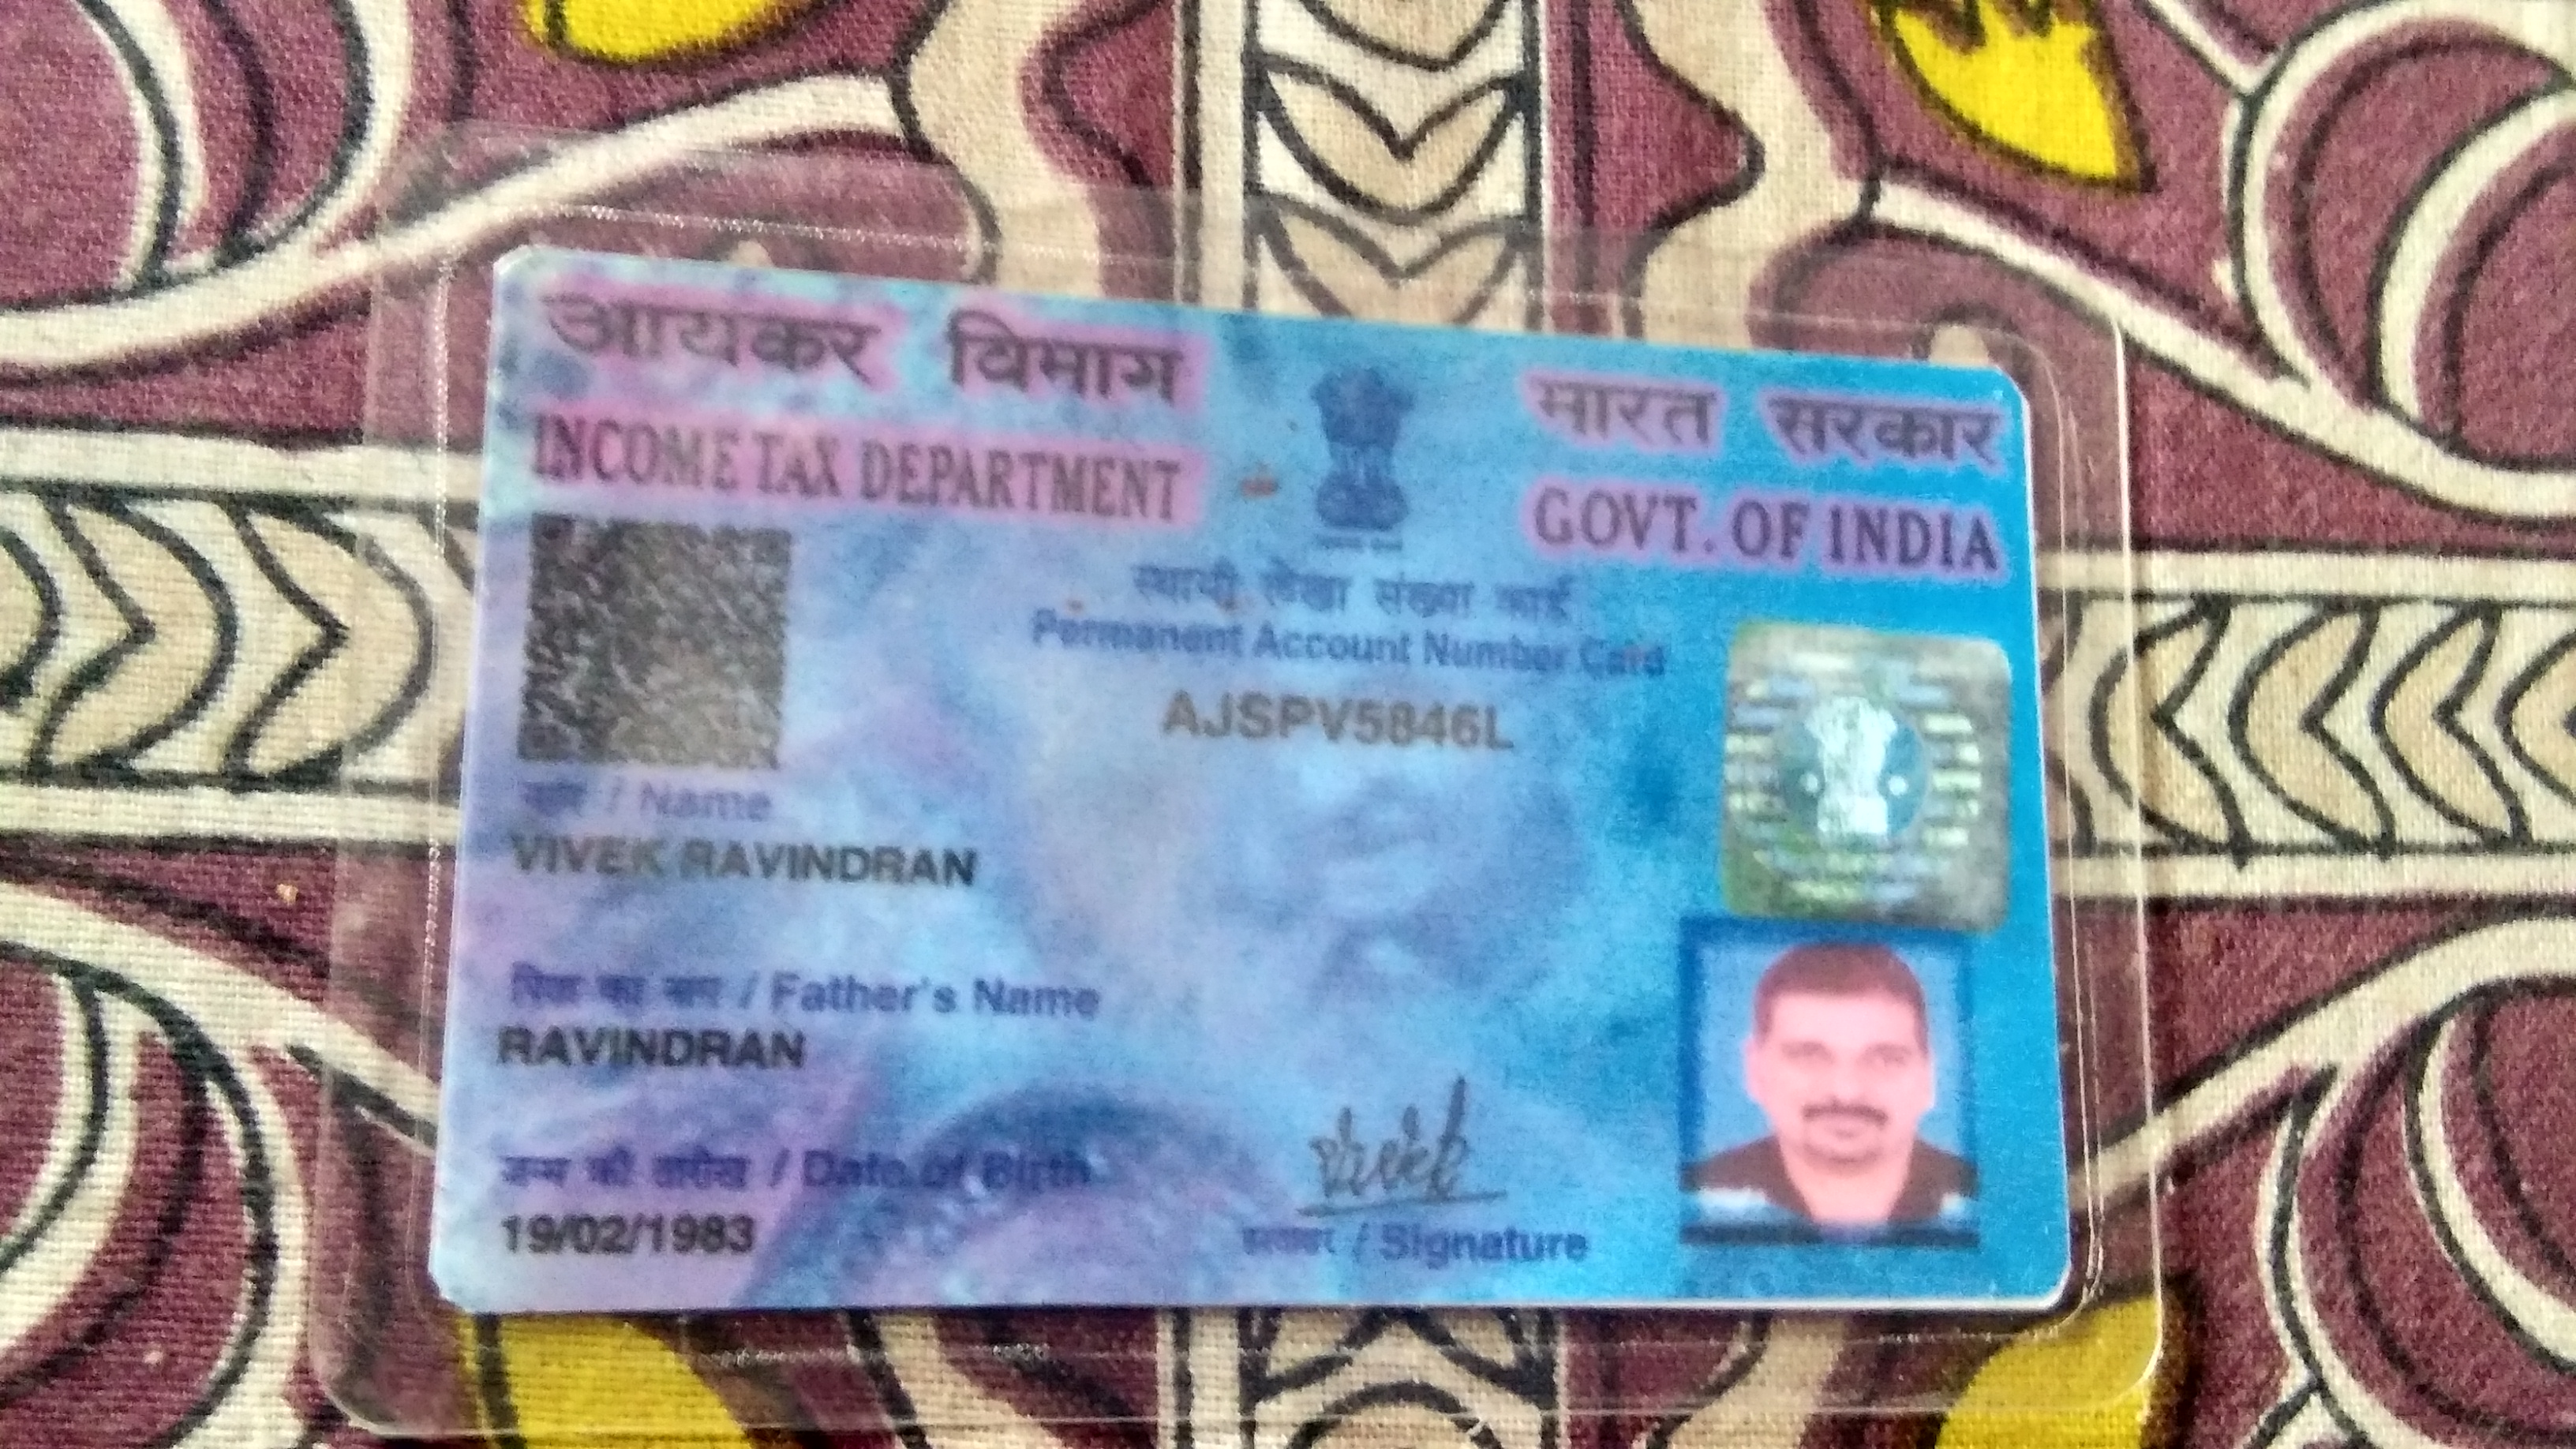 आयकर विभाग
INCOME TAX DEPARTMENT
भारत सरकार
GOVT. OF INDIA
स्थायी लेखा संख्या कार्ड
Permanent Account Number Card
AJSPV5846L
नाम / Name
VIVEK RAVINDRAN
पिता का नाम / Father's Name
RAVINDRAN
जन्म की तारीख / Date of Birth
19/02/1983
Vivek
हस्ताक्षर / Signature